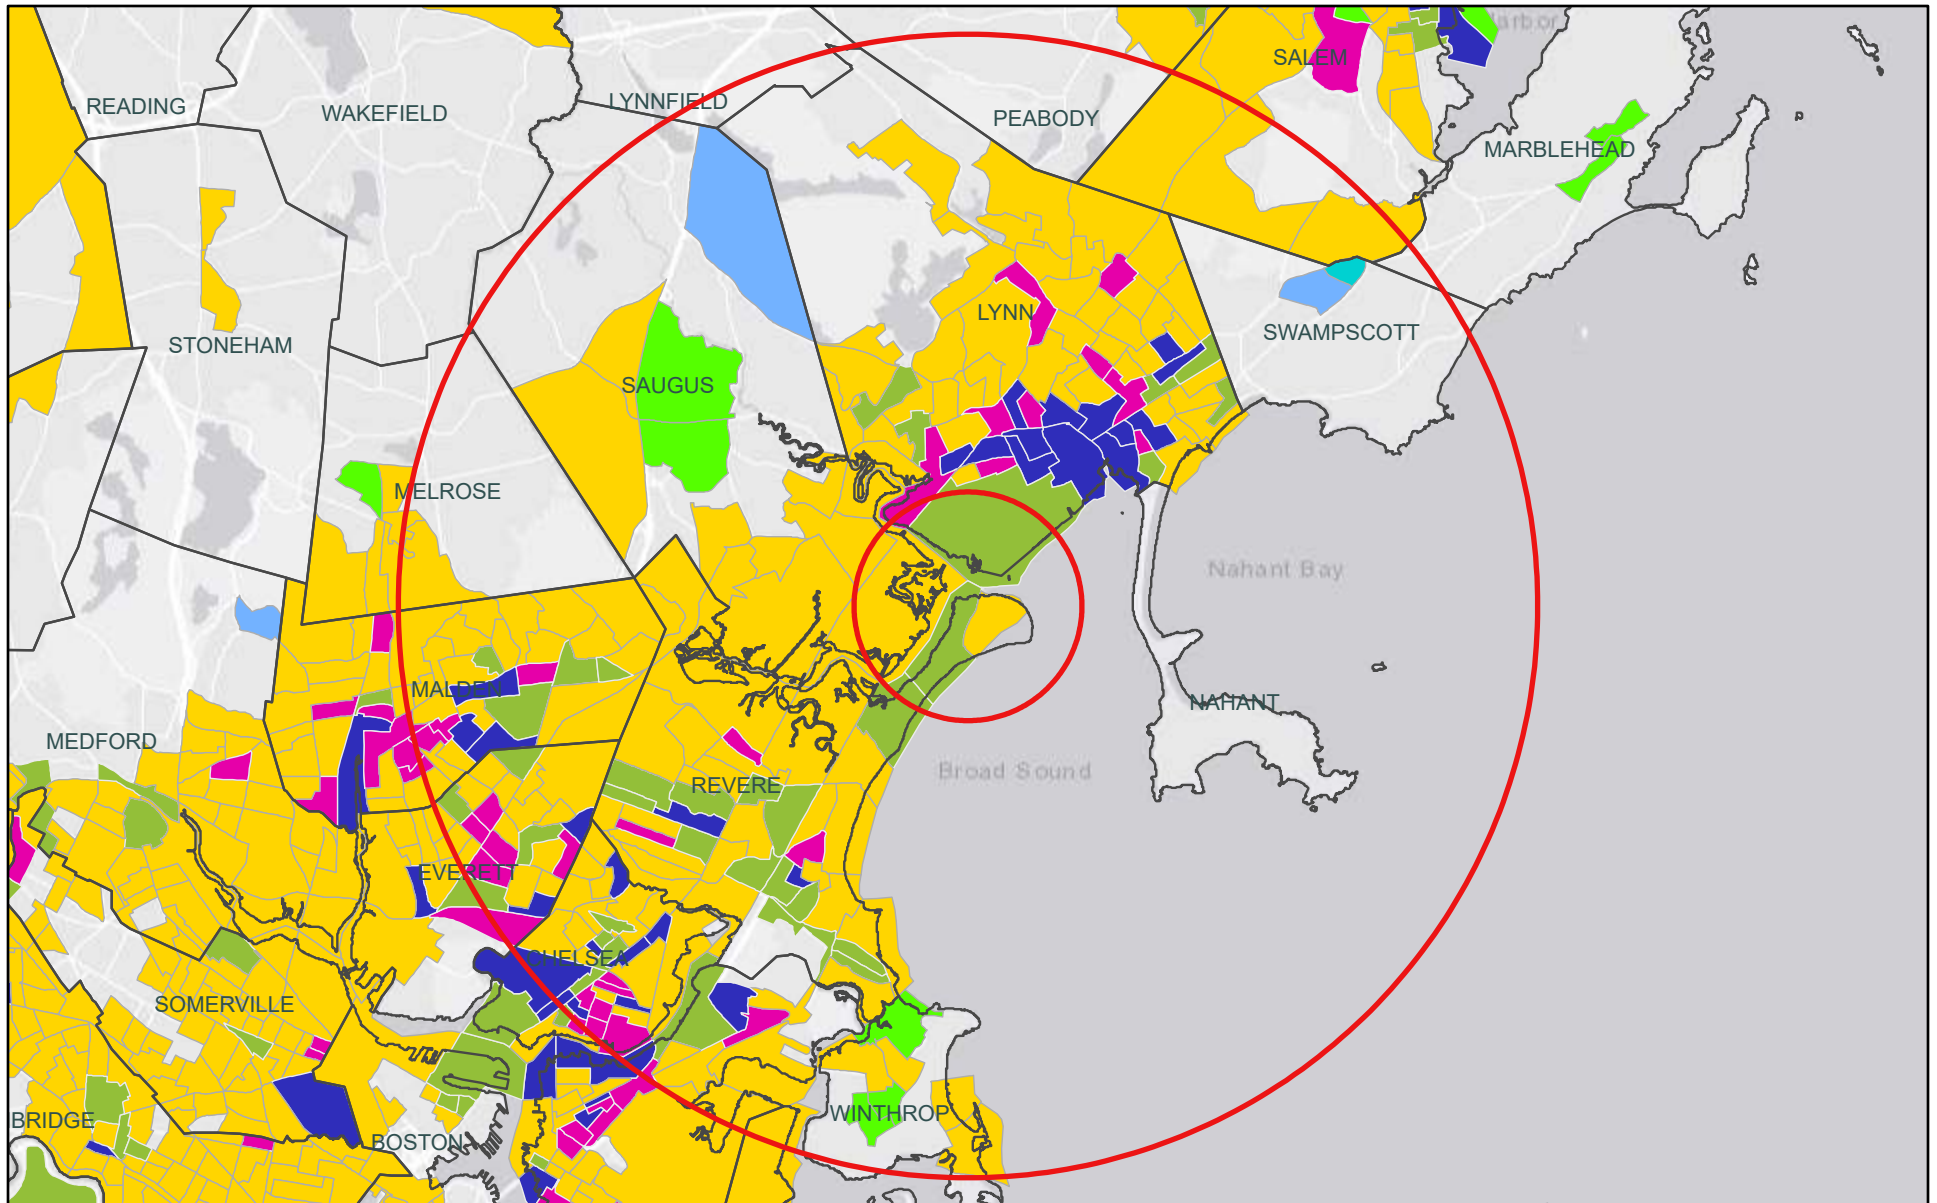 arbor
SALEM
LYNNFIELD
READING
WAKEFIELD
PEABODY
MARBLEHEAD
LYNN
SWAMPSCOTT
STONEHAM
SAUGUS
MELROSE
Nahant Bay
MALDEN
NAHANT
MEDFORD
Broad Sound
REVERE
EVERETT
CHELSEA
SOMERVILLE
WINTHROP
BRIDGE
BOSTON